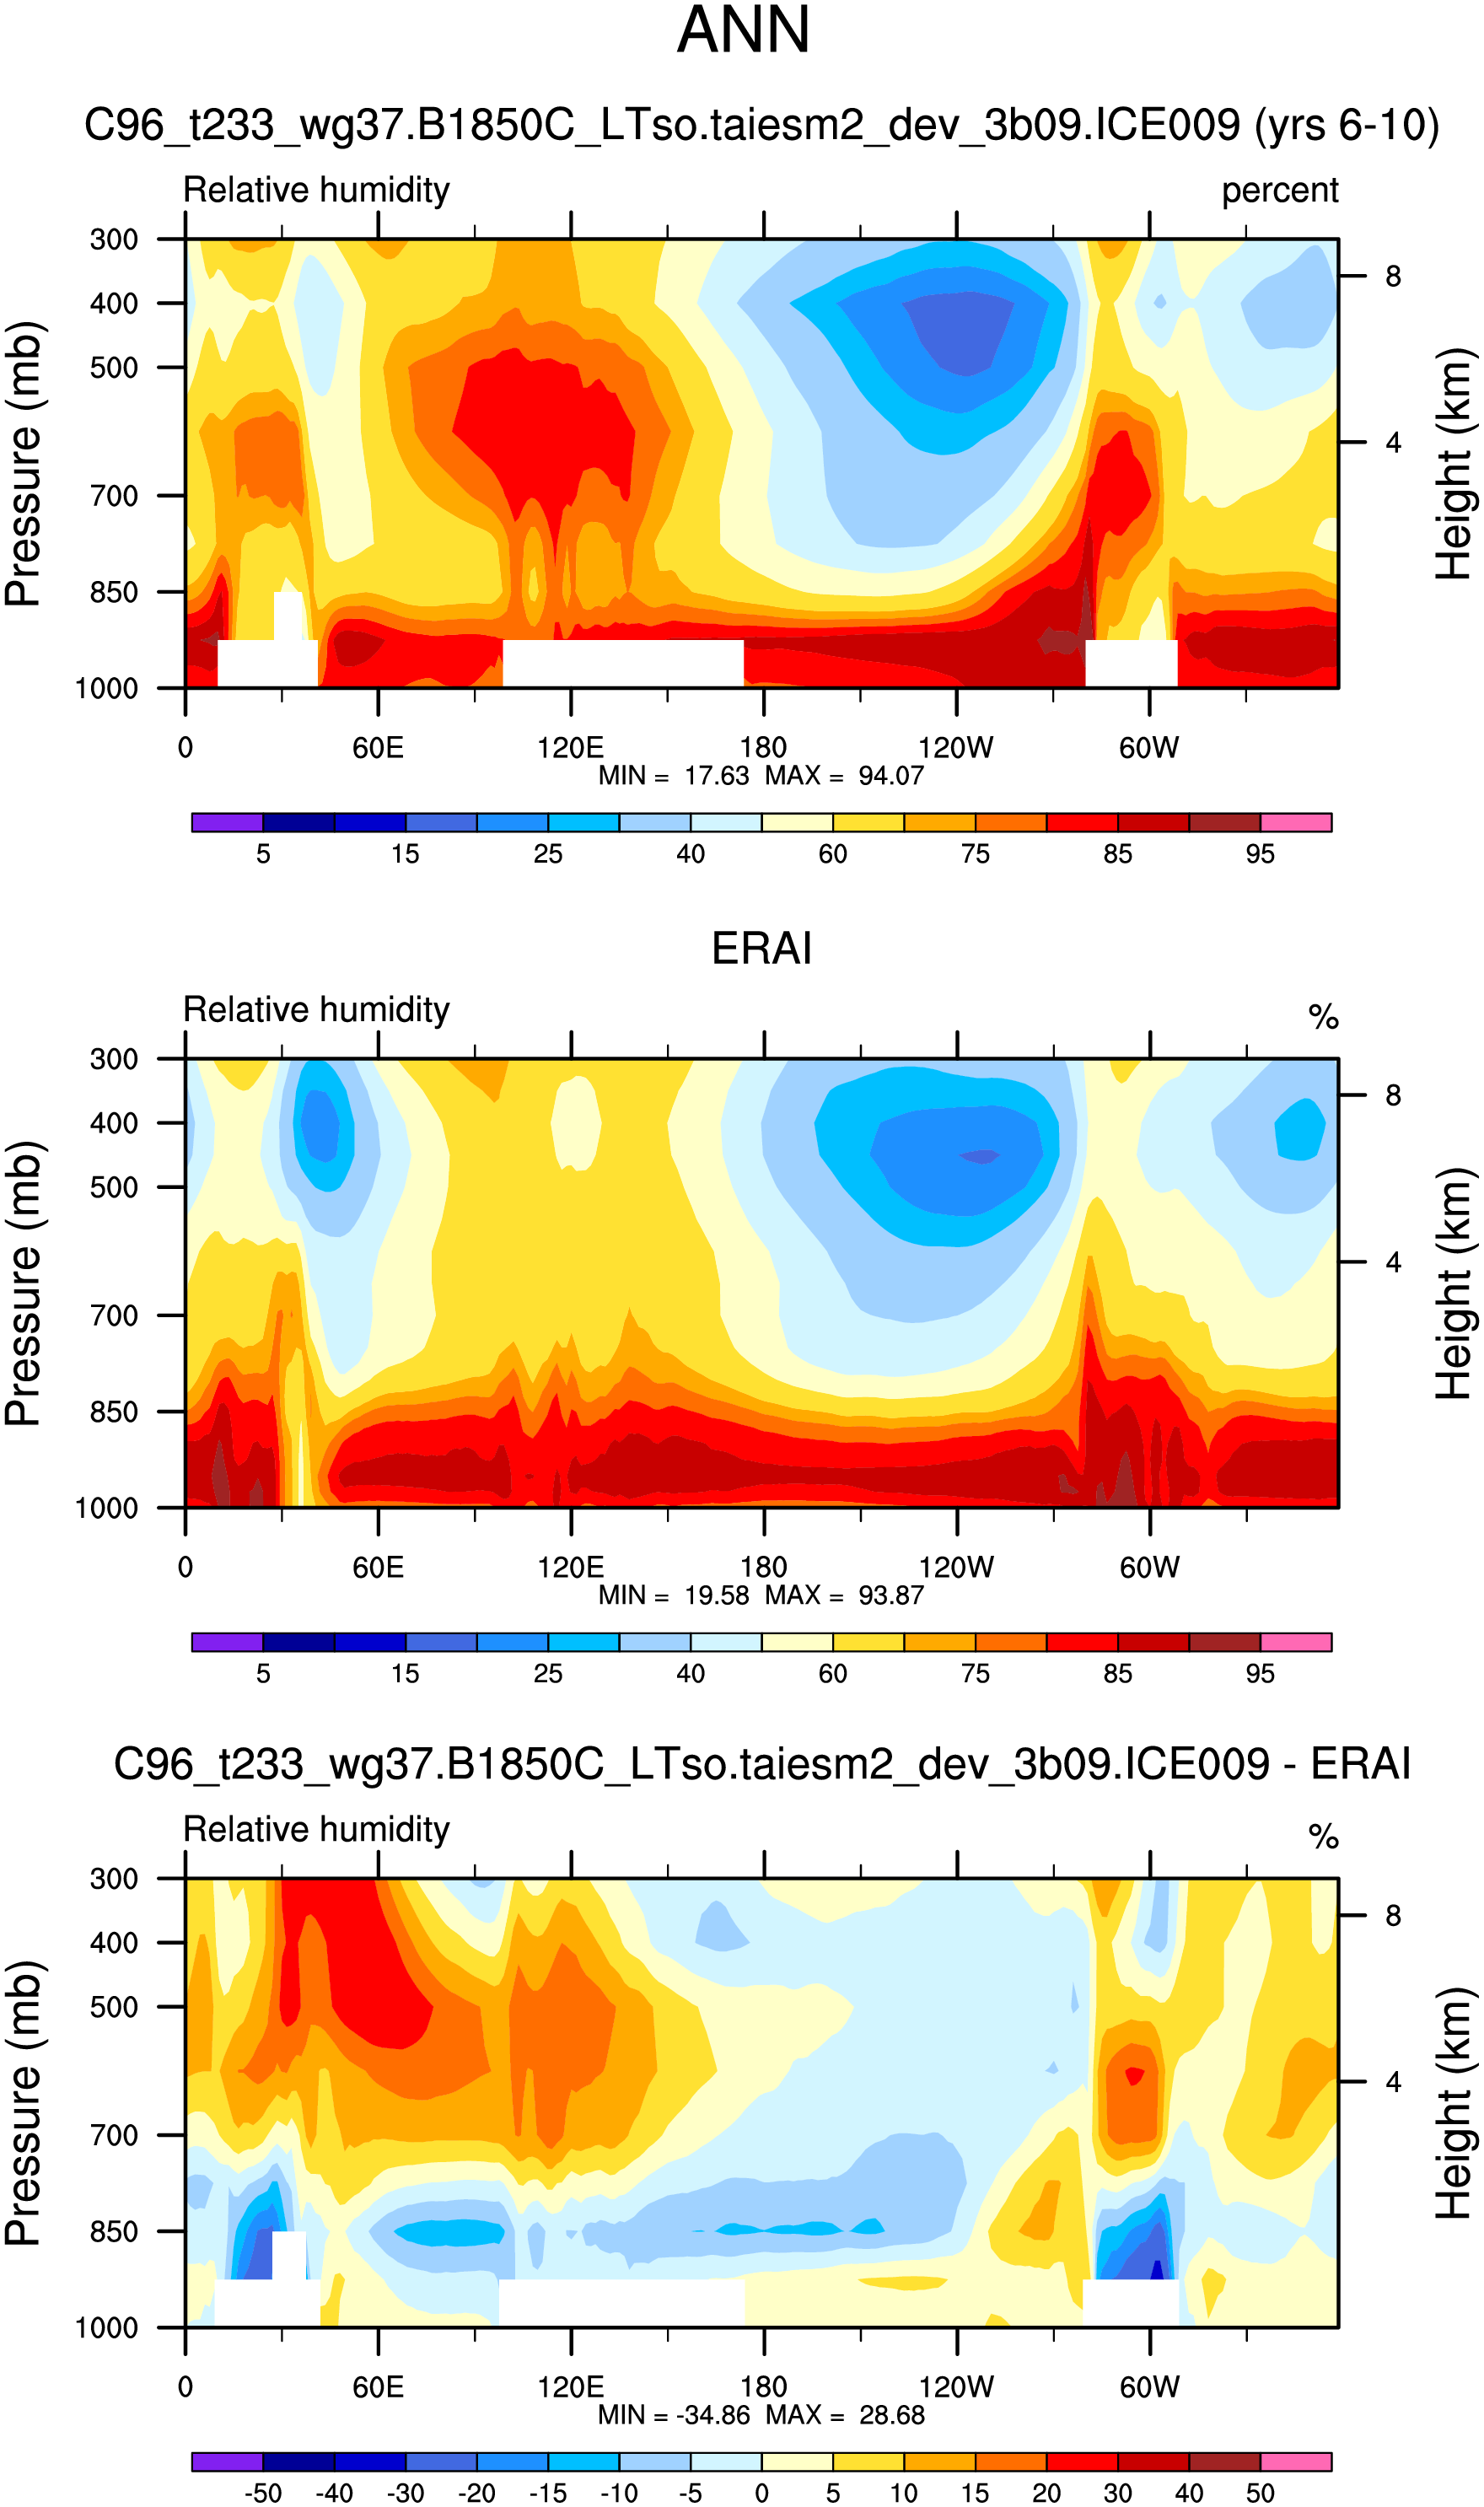 ANN
C96_t233_wg37.B1850C_LTso.taiesm2_dev_3b09.ICE009 (yrs 6-10)
Relative humidity percent
Pressure (mb)
300
400
500
700
850
1000
8
4
Height (km)
0 60E 120E 180 120W 60W
MIN = 17.63 MAX = 94.07
5 15 25 40 60 75 85 95
ERAI
Relative humidity %
Pressure (mb)
300
400
500
700
850
1000
8
4
Height (km)
0 60E 120E 180 120W 60W
MIN = 19.58 MAX = 93.87
5 15 25 40 60 75 85 95
C96_t233_wg37.B1850C_LTso.taiesm2_dev_3b09.ICE009 - ERAI
Relative humidity %
Pressure (mb)
300
400
500
700
850
1000
8
4
Height (km)
0 60E 120E 180 120W 60W
MIN = -34.86 MAX = 28.68
-50 -40 -30 -20 -15 -10 -5 0 5 10 15 20 30 40 50